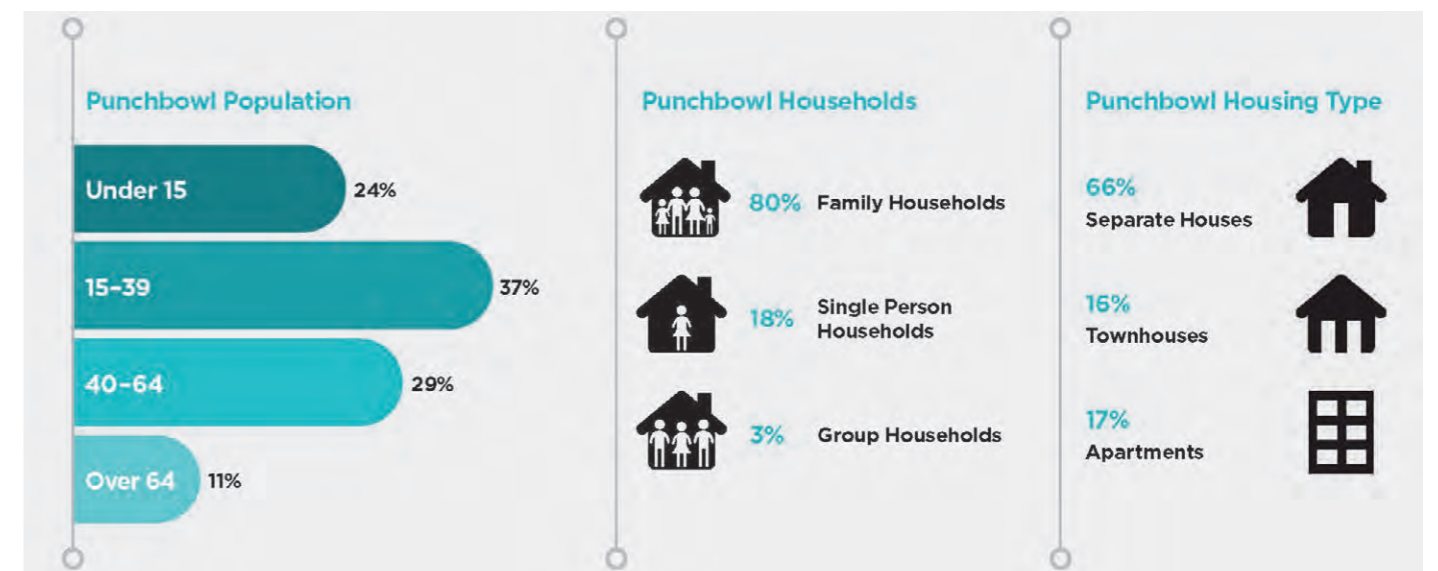 Punchbowl Population
Under 15
24%
15–39
37%
40–64
29%
Over 64
11%
Punchbowl Households
80% Family Households
18% Single Person
Households
3% Group Households
Punchbowl Housing Type
66%
Separate Houses
16%
Townhouses
17%
Apartments